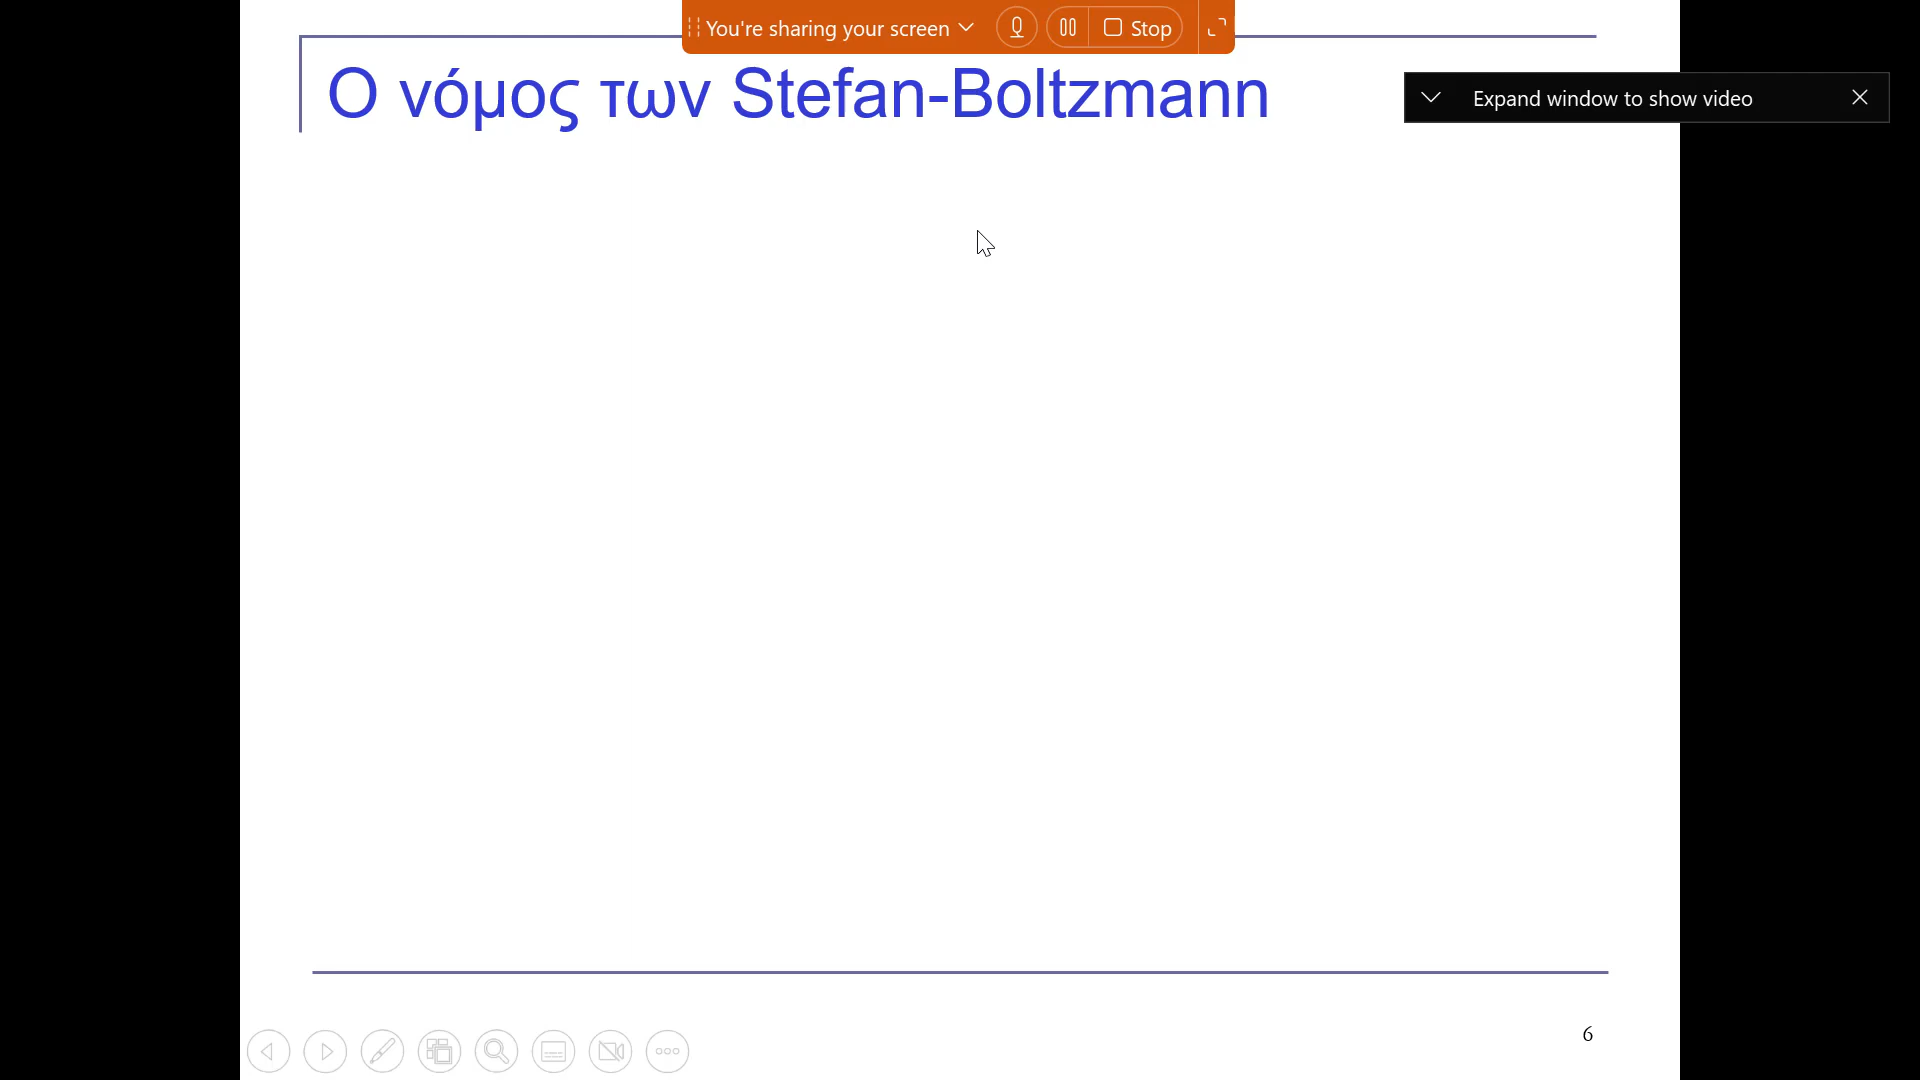 You're sharing your screen
Stop
Ο νόμος των Stefan-Boltzmann
Expand window to show video
6